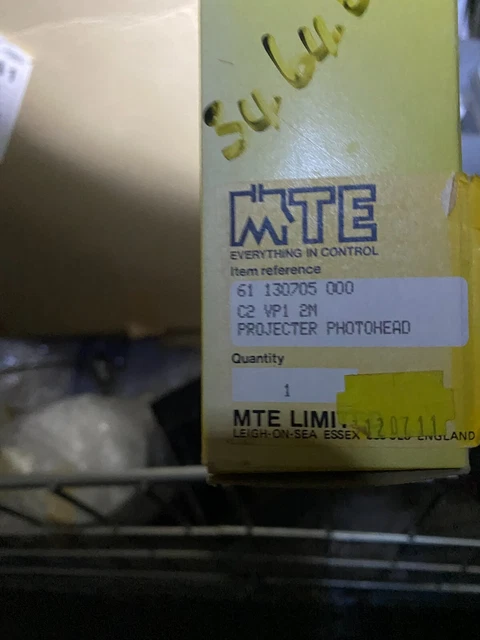 MTE
EVERYTHING IN CONTROL
Item reference
61 130705 000
C2 VP1 2M
PROJECTER PHOTOHEAD
Quantity
1
MTE LIMI
120711
LEIGH-ON-SEA ESSEX ENGLAND